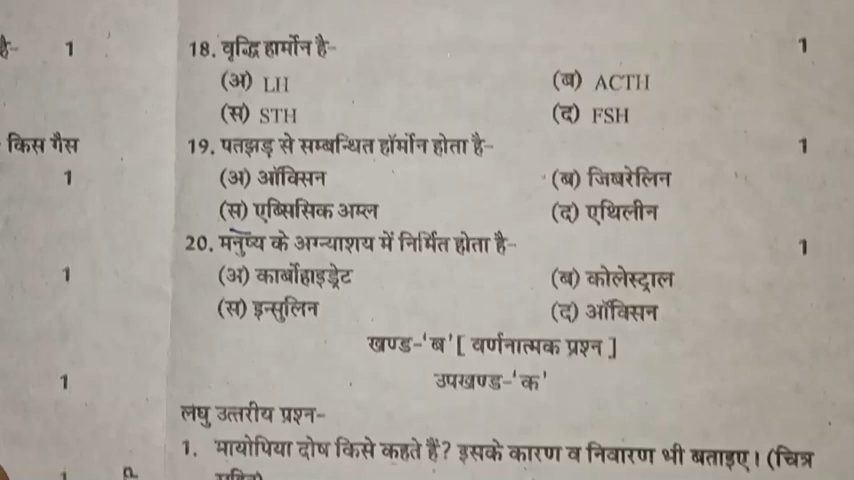 है- 1
18. वृद्धि हार्मोन है- 1
(अ) LH (ब) ACTH
(स) STH (द) FSH
किस गैस
19. पतझड़ से सम्बन्धित हॉर्मोन होता है- 1
1
(अ) ऑक्सिन (ब) जिबरेलिन
(स) एब्सिसिक अम्ल (द) एथिलीन
20. मनुष्य के अग्न्याशय में निर्मित होता है- 1
1
(अ) कार्बोहाइड्रेट (ब) कोलेस्ट्राल
(स) इन्सुलिन (द) ऑक्सिन
खण्ड-'ब' [ वर्णनात्मक प्रश्न ]
1
उपखण्ड-'क'
लघु उत्तरीय प्रश्न-
1. मायोपिया दोष किसे कहते हैं? इसके कारण व निवारण भी बताइए। (चित्र